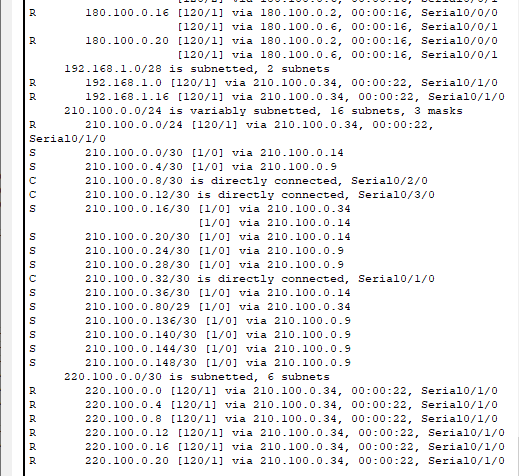 R 180.100.0.16 [120/1] via 180.100.0.2, 00:00:16, Serial0/0/0
[120/1] via 180.100.0.6, 00:00:16, Serial0/0/1
R 180.100.0.20 [120/1] via 180.100.0.2, 00:00:16, Serial0/0/0
[120/1] via 180.100.0.6, 00:00:16, Serial0/0/1
192.168.1.0/28 is subnetted, 2 subnets
R 192.168.1.0 [120/1] via 210.100.0.34, 00:00:22, Serial0/1/0
R 192.168.1.16 [120/1] via 210.100.0.34, 00:00:22, Serial0/1/0
210.100.0.0/24 is variably subnetted, 16 subnets, 3 masks
R 210.100.0.0/24 [120/1] via 210.100.0.34, 00:00:22,
Serial0/1/0
S 210.100.0.0/30 [1/0] via 210.100.0.14
S 210.100.0.4/30 [1/0] via 210.100.0.9
C 210.100.0.8/30 is directly connected, Serial0/2/0
C 210.100.0.12/30 is directly connected, Serial0/3/0
S 210.100.0.16/30 [1/0] via 210.100.0.34
[1/0] via 210.100.0.14
S 210.100.0.20/30 [1/0] via 210.100.0.14
S 210.100.0.24/30 [1/0] via 210.100.0.9
S 210.100.0.28/30 [1/0] via 210.100.0.9
C 210.100.0.32/30 is directly connected, Serial0/1/0
S 210.100.0.36/30 [1/0] via 210.100.0.14
S 210.100.0.80/29 [1/0] via 210.100.0.34
S 210.100.0.136/30 [1/0] via 210.100.0.9
S 210.100.0.140/30 [1/0] via 210.100.0.9
S 210.100.0.144/30 [1/0] via 210.100.0.9
S 210.100.0.148/30 [1/0] via 210.100.0.9
220.100.0.0/30 is subnetted, 6 subnets
R 220.100.0.0 [120/1] via 210.100.0.34, 00:00:22, Serial0/1/0
R 220.100.0.4 [120/1] via 210.100.0.34, 00:00:22, Serial0/1/0
R 220.100.0.8 [120/1] via 210.100.0.34, 00:00:22, Serial0/1/0
R 220.100.0.12 [120/1] via 210.100.0.34, 00:00:22, Serial0/1/0
R 220.100.0.16 [120/1] via 210.100.0.34, 00:00:22, Serial0/1/0
R 220.100.0.20 [120/1] via 210.100.0.34, 00:00:22, Serial0/1/0